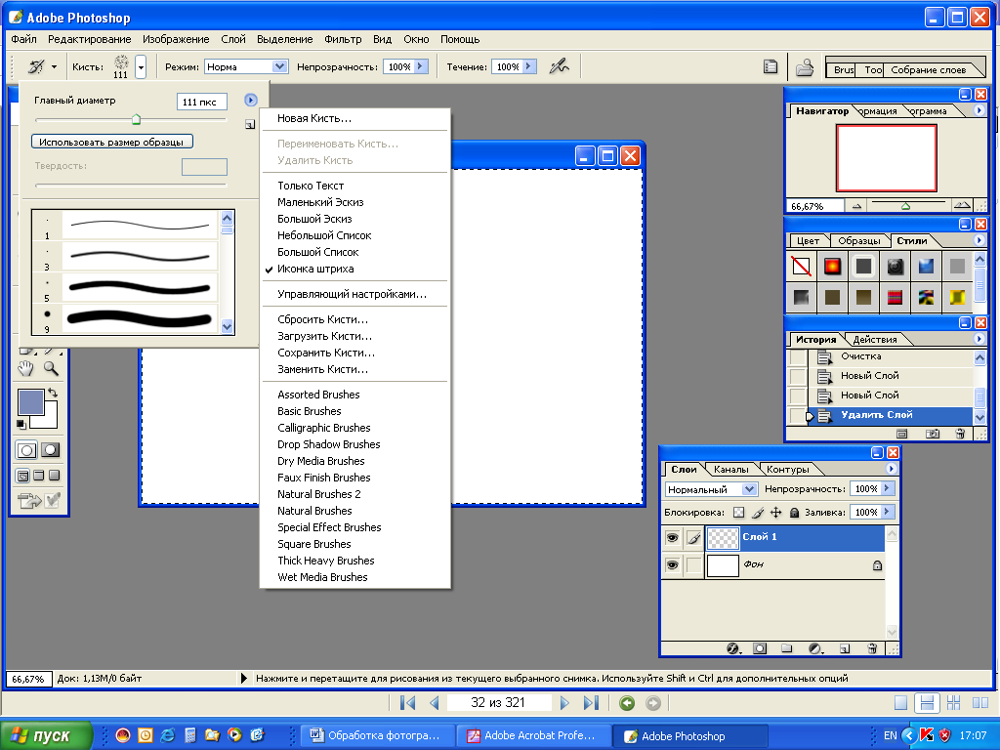 Adobe Photoshop
Файл Редактирование Изображение Слой Выделение Фильтр Вид Окно Помощь
Кисть: 111 Режим: Норма Непрозрачность: 100% Течение: 100% Brus Too Собрание слоев
Главный диаметр 111 пкс
Использовать размер образцы
Твердость:
1
3
5
9
Новая Кисть...
Переименовать Кисть...
Удалить Кисть
Только Текст
Маленький Эскиз
Большой Эскиз
Небольшой Список
Большой Список
Иконка штриха
Управляющий настройками...
Сбросить Кисти...
Загрузить Кисти...
Сохранить Кисти...
Заменить Кисти...
Assorted Brushes
Basic Brushes
Calligraphic Brushes
Drop Shadow Brushes
Dry Media Brushes
Faux Finish Brushes
Natural Brushes 2
Natural Brushes
Special Effect Brushes
Square Brushes
Thick Heavy Brushes
Wet Media Brushes
Навигатор ормация ограмма
66,67%
Цвет Образцы Стили
История Действия
Очистка
Новый Слой
Новый Слой
Удалить Слой
Слои Каналы Контуры
Нормальный Непрозрачность: 100%
Блокировка: Заливка: 100%
Слой 1
Фон
66,67% Док: 1,13M/0 байт Нажмите и перетащите для рисования из текущего выбранного снимка. Используйте Shift и Ctrl для дополнительных опций
32 из 321
пуск Обработка фотогра... Adobe Acrobat Profe... Adobe Photoshop EN 17:07